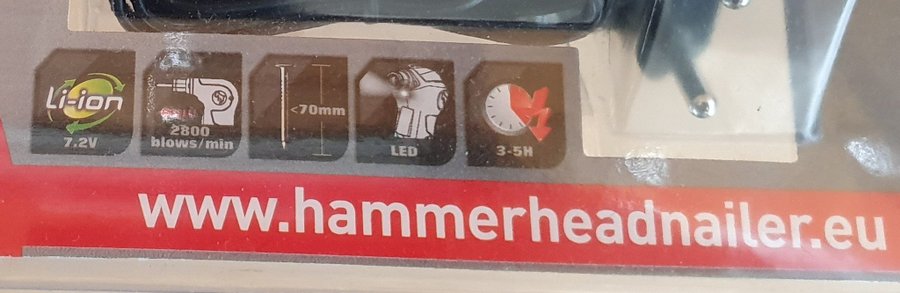 Li-ion
7.2V
2800
blows/min
<70mm
LED
3-5H
www.hammerheadnailer.eu